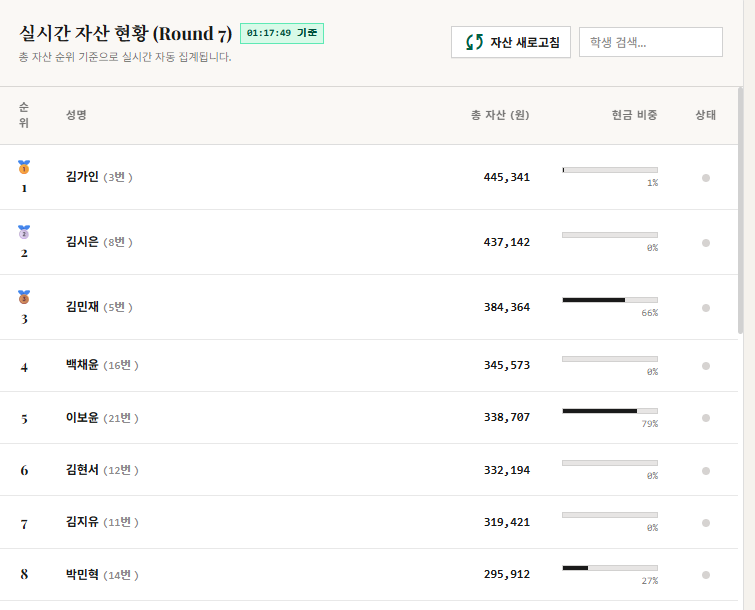 실시간 자산 현황 (Round 7) 01:17:49 기준
총 자산 순위 기준으로 실시간 자동 집계됩니다.
자산 새로고침
학생 검색...
순위 성명 총 자산 (원) 현금 비중 상태
1 김가인 (3번 ) 445,341 1%
2 김시은 (8번 ) 437,142 0%
3 김민재 (5번 ) 384,364 66%
4 백채윤 (16번 ) 345,573 0%
5 이보윤 (21번 ) 338,707 79%
6 김현서 (12번 ) 332,194 0%
7 김지유 (11번 ) 319,421 0%
8 박민혁 (14번 ) 295,912 27%